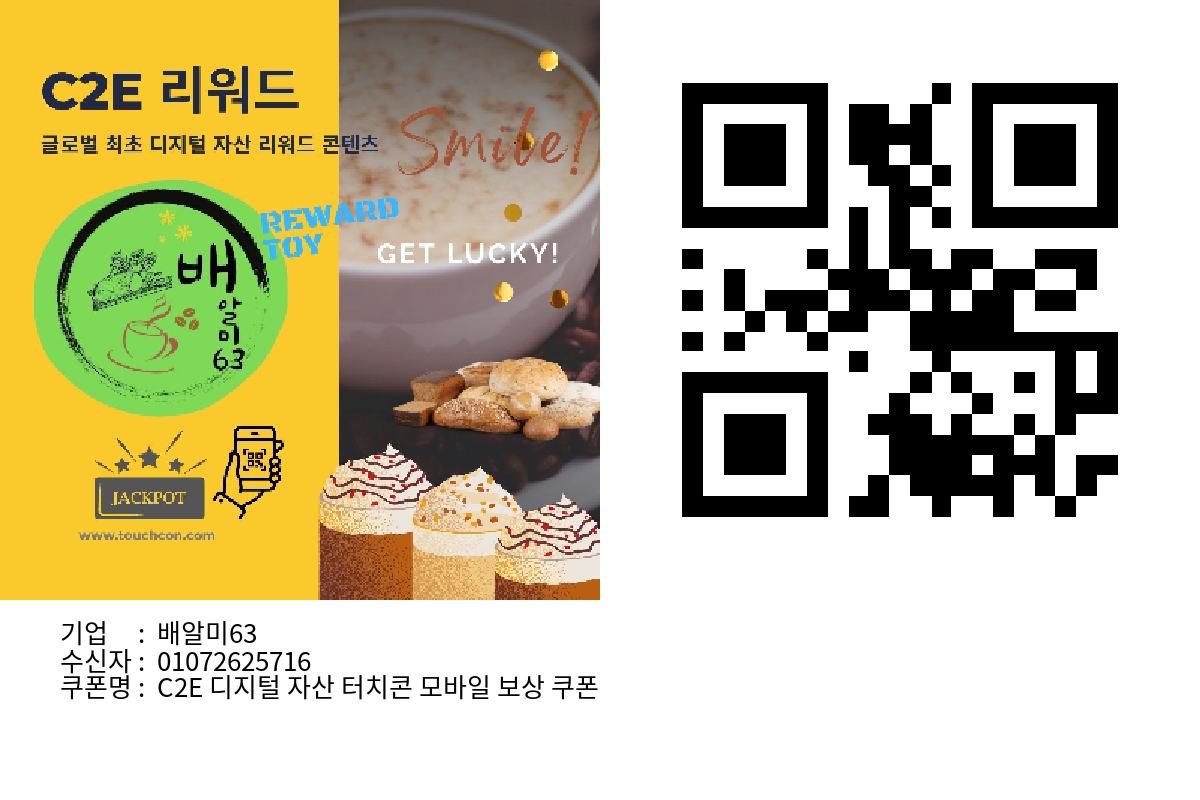 C2E 리워드
글로벌 최초 디지털 자산 리워드 콘텐츠
Smile!
REWARD
TOY
GET LUCKY!
배
알
미
63
JACKPOT
www.touchcon.com
기업 : 배알미63
수신자 : 01072625716
쿠폰명 : C2E 디지털 자산 터치콘 모바일 보상 쿠폰